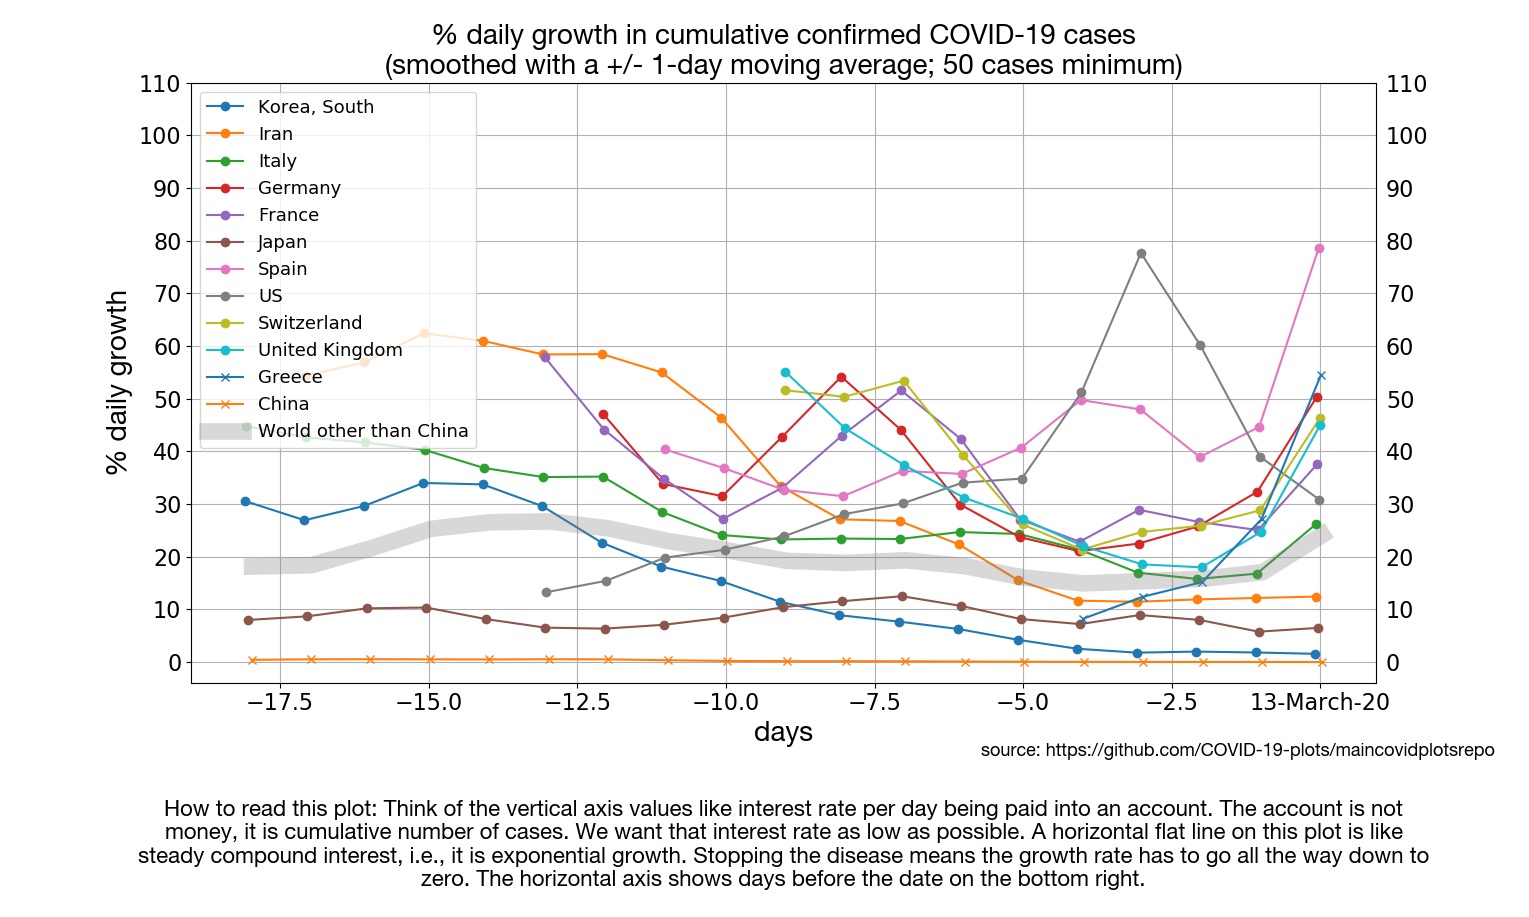 % daily growth in cumulative confirmed COVID-19 cases
(smoothed with a +/- 1-day moving average; 50 cases minimum)
110
100
90
80
70
60
50
40
30
20
10
0
% daily growth
Korea, South
Iran
Italy
Germany
France
Japan
Spain
US
Switzerland
United Kingdom
Greece
China
World other than China
110
100
90
80
70
60
50
40
30
20
10
0
−17.5 −15.0 −12.5 −10.0 −7.5 −5.0 −2.5 13-March-20
days
source: https://github.com/COVID-19-plots/maincovidplotsrepo
How to read this plot: Think of the vertical axis values like interest rate per day being paid into an account. The account is not
money, it is cumulative number of cases. We want that interest rate as low as possible. A horizontal flat line on this plot is like
steady compound interest, i.e., it is exponential growth. Stopping the disease means the growth rate has to go all the way down to
zero. The horizontal axis shows days before the date on the bottom right.